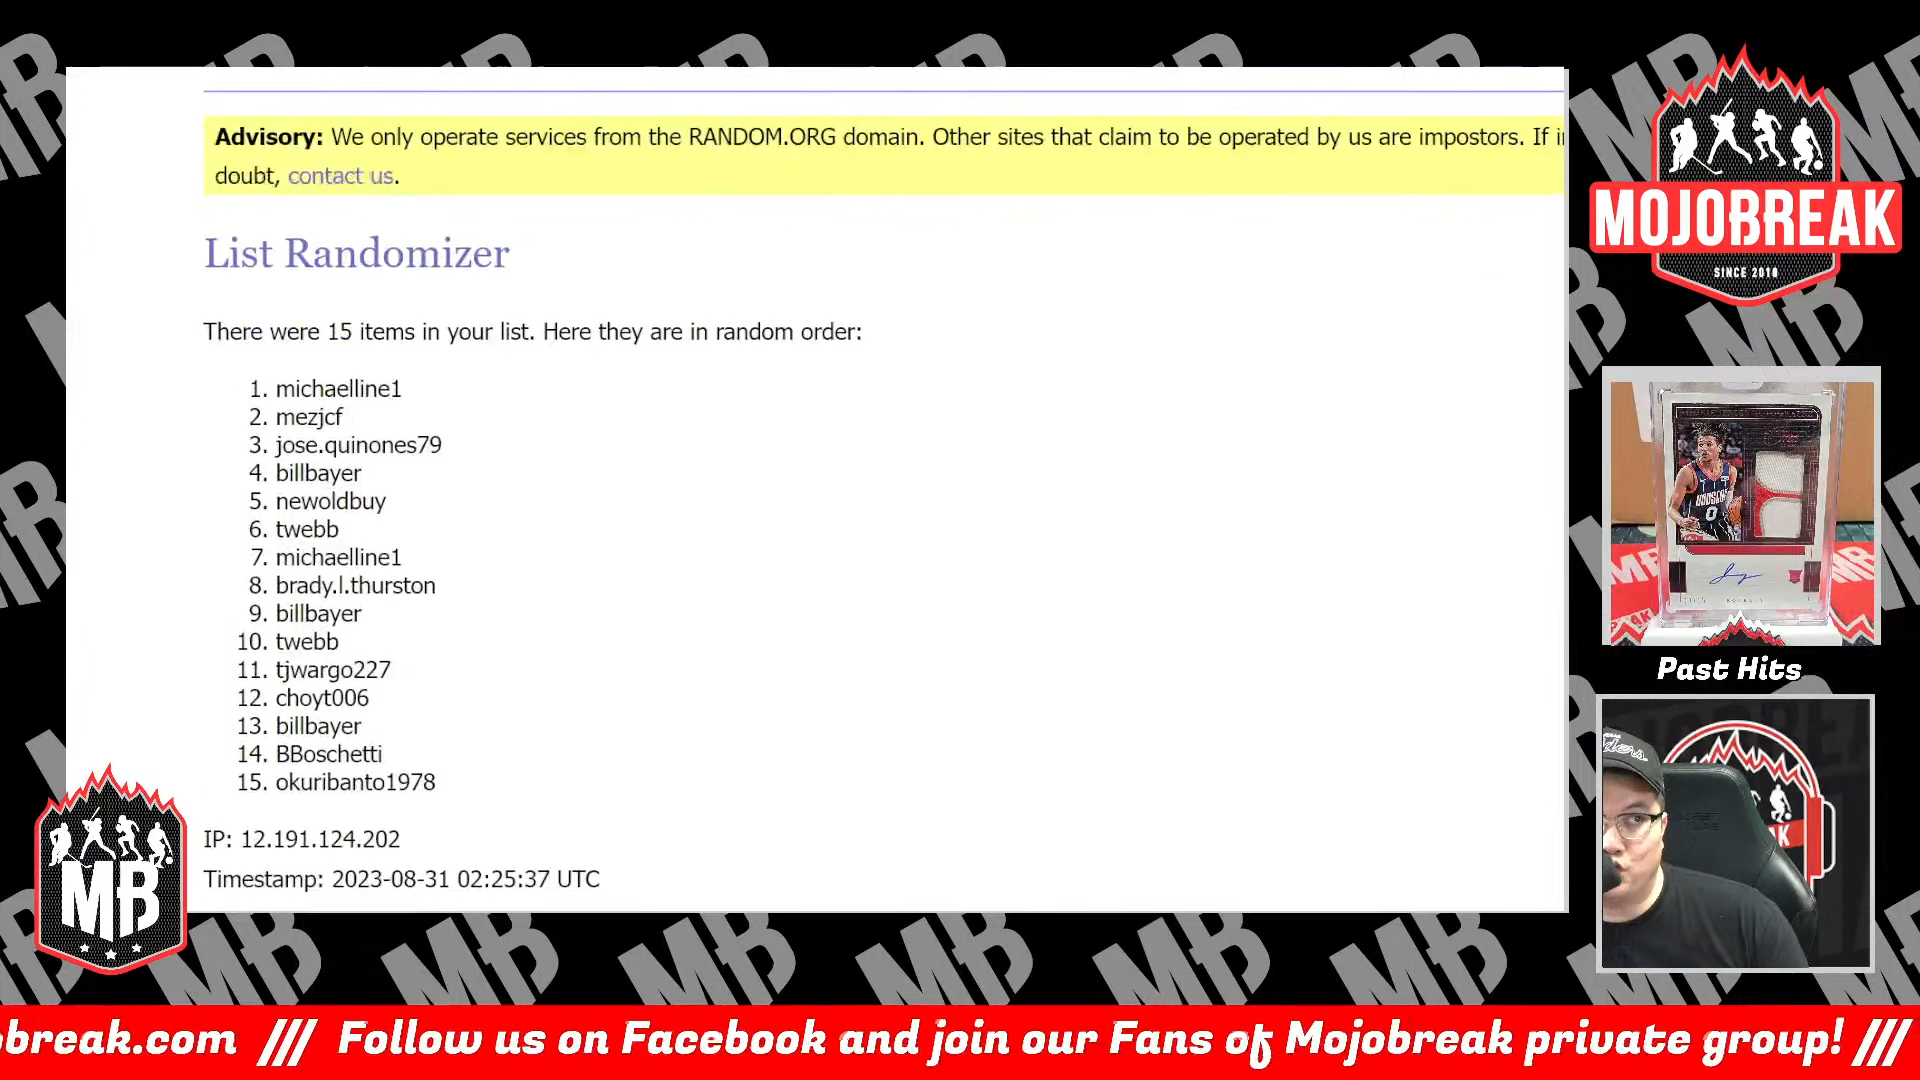 Advisory: We only operate services from the RANDOM.ORG domain. Other sites that claim to be operated by us are impostors. If
doubt, contact us.
List Randomizer
There were 15 items in your list. Here they are in random order:
1. michaelline1
2. mezjcf
3. jose.quinones79
4. billbayer
5. newoldbuy
6. twebb
7. michaelline1
8. brady.l.thurston
9. billbayer
10. twebb
11. tjwargo227
12. choyt006
13. billbayer
14. BBoschetti
15. okuribanto1978
IP: 12.191.124.202
Timestamp: 2023-08-31 02:25:37 UTC
MOJOBREAK
SINCE 2010
Past Hits
MB
obreak.com /// Follow us on Facebook and join our Fans of Mojobreak private group! ///